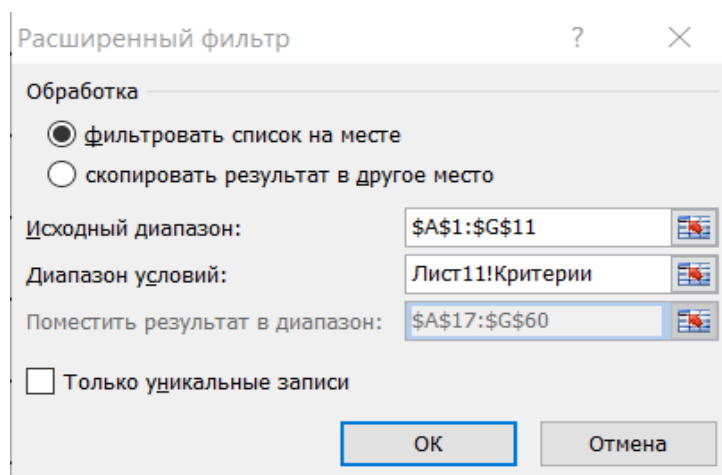 Расширенный фильтр ?
Обработка
фильтровать список на месте
скопировать результат в другое место
Исходный диапазон: $A$1:$G$11
Диапазон условий: Лист11!Критерии
Поместить результат в диапазон: $A$17:$G$60
Только уникальные записи
ОК Отмена